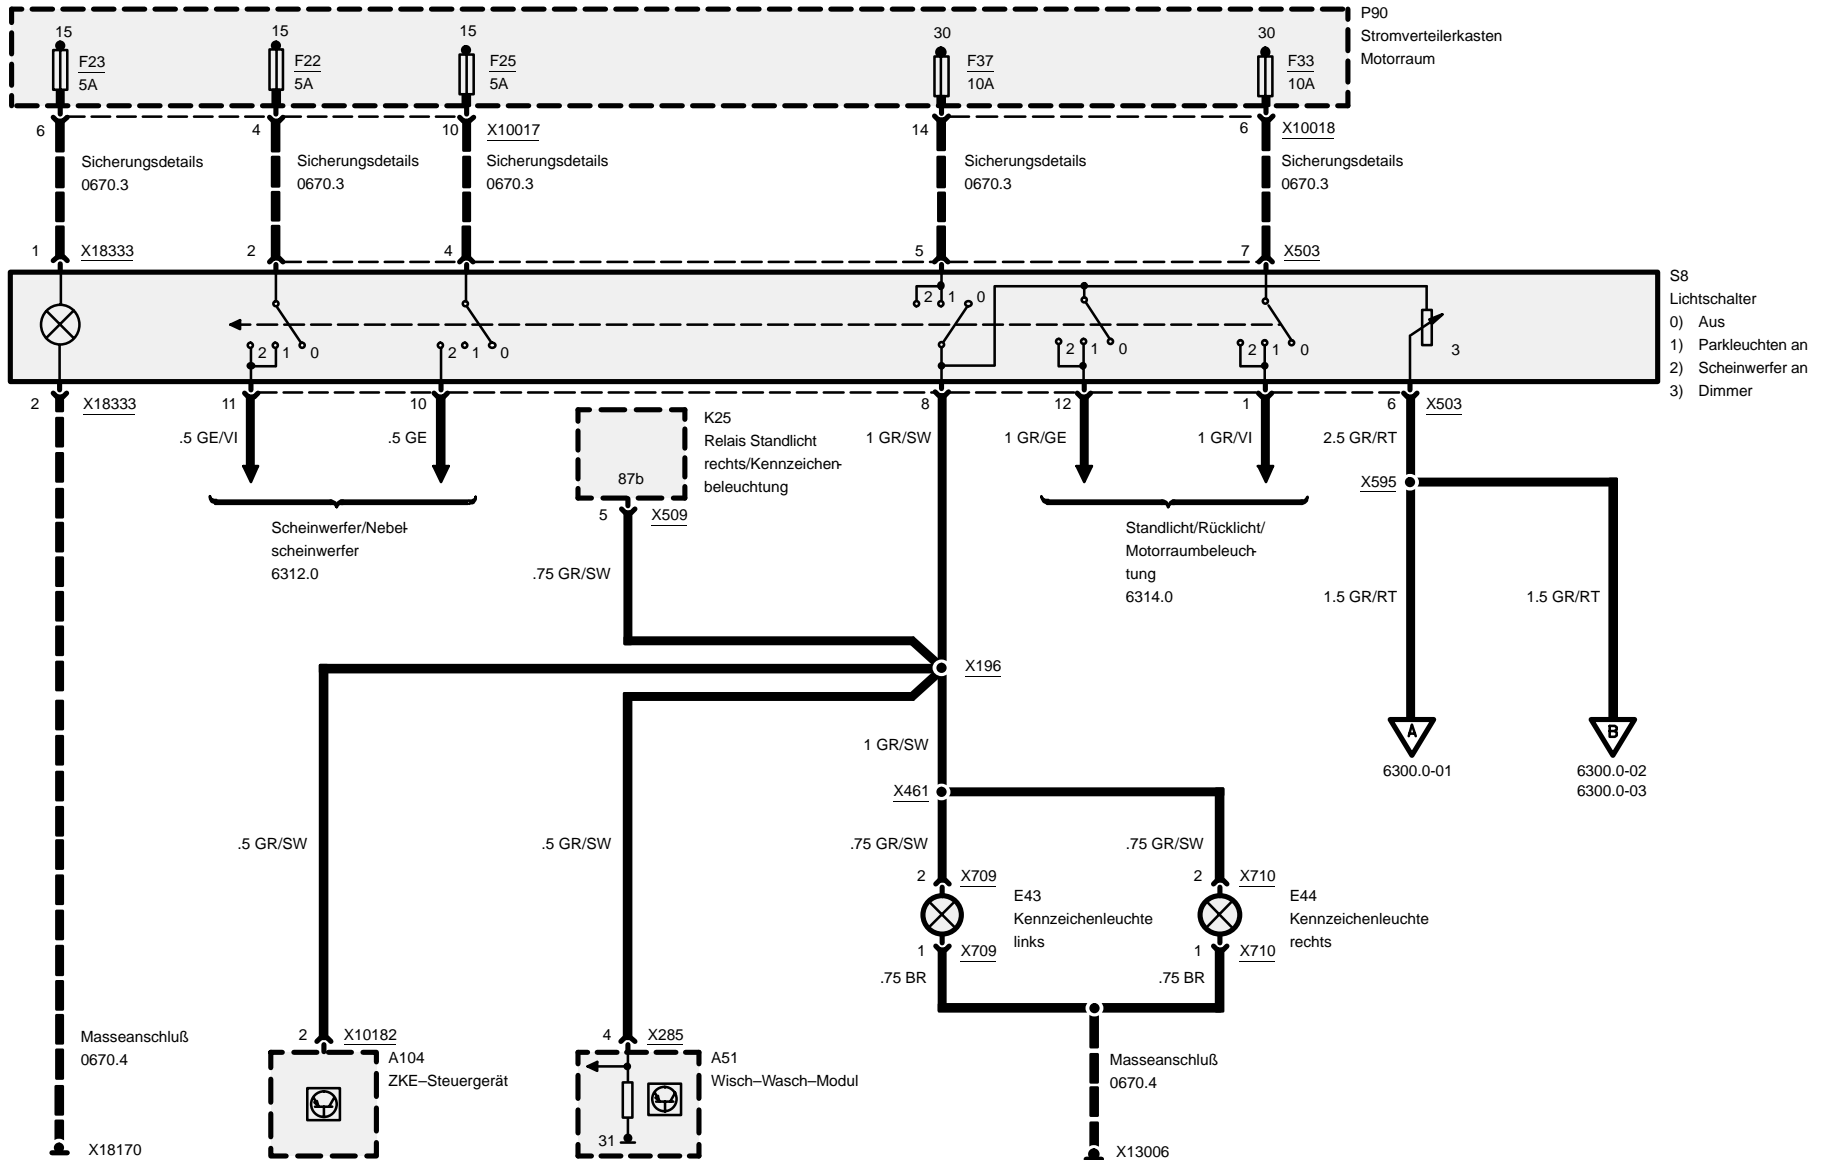 P90
Stromverteilerkasten
Motorraum
15
F23
5A
15
F22
5A
15
F25
5A
30
F37
10A
30
F33
10A
6
4
10
X10017
14
6
X10018
Sicherungsdetails
0670.3
Sicherungsdetails
0670.3
Sicherungsdetails
0670.3
Sicherungsdetails
0670.3
Sicherungsdetails
0670.3
1
X18333
2
4
5
7
X503
S8
Lichtschalter
0) Aus
1) Parkleuchten an
2) Scheinwerfer an
3) Dimmer
2 1 0
2 1 0
2 1 0
2 1 0
2 1 0
3
2
X18333
11
10
8
12
1
6
X503
.5 GE/VI
.5 GE
K25
Relais Standlicht
rechts/Kennzeichen-
beleuchtung
87b
5
X509
1 GR/SW
1 GR/GE
1 GR/VI
2.5 GR/RT
X595
Scheinwerfer/Nebel-
scheinwerfer
6312.0
Standlicht/Rücklicht/
Motorraumbeleuch-
tung
6314.0
.75 GR/SW
1.5 GR/RT
1.5 GR/RT
X196
A
6300.0-01
B
6300.0-02
6300.0-03
1 GR/SW
X461
.5 GR/SW
.5 GR/SW
.75 GR/SW
.75 GR/SW
2
X709
E43
Kennzeichenleuchte
links
1
X709
2
X710
E44
Kennzeichenleuchte
rechts
1
X710
.75 BR
.75 BR
Masseanschluß
0670.4
X18170
2
X10182
A104
ZKE–Steuergerät
4
X285
A51
Wisch–Wasch–Modul
31
Masseanschluß
0670.4
X13006